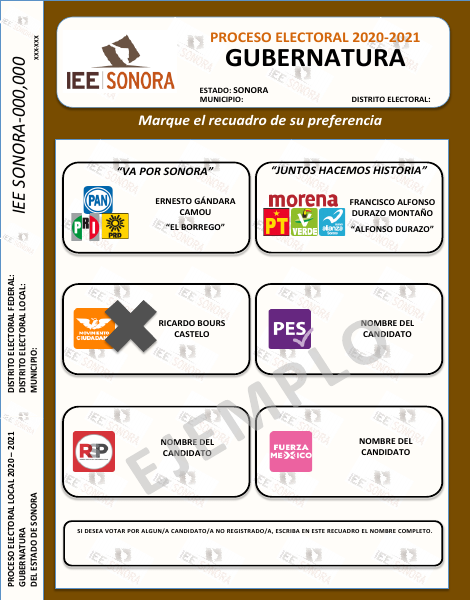 PROCESO ELECTORAL 2020-2021
GUBERNATURA
IEE SONORA
ESTADO: SONORA
MUNICIPIO:
DISTRITO ELECTORAL:
Marque el recuadro de su preferencia
"VA POR SONORA"
PAN
PRI
PRD
ERNESTO GÁNDARA
CAMOU
"EL BORREGO"
"JUNTOS HACEMOS HISTORIA"
morena
PT
VERDE
alianza
FRANCISCO ALFONSO
DURAZO MONTAÑO
"ALFONSO DURAZO"
MOVIMIENTO
CIUDADANO
RICARDO BOURS
CASTELO
PES
NOMBRE DEL
CANDIDATO
RSP
NOMBRE DEL
CANDIDATO
FUERZA
MEXICO
NOMBRE DEL
CANDIDATO
EJEMPLO
SI DESEA VOTAR POR ALGUN/A CANDIDATO/A NO REGISTRADO/A, ESCRIBA EN ESTE RECUADRO EL NOMBRE COMPLETO.
IEE SONORA-000,000
XXX-XXX
DISTRITO ELECTORAL FEDERAL:
DISTRITO ELECTORAL LOCAL:
MUNICIPIO:
PROCESO ELECTORAL LOCAL 2020 – 2021
GUBERNATURA
DEL ESTADO DE SONORA